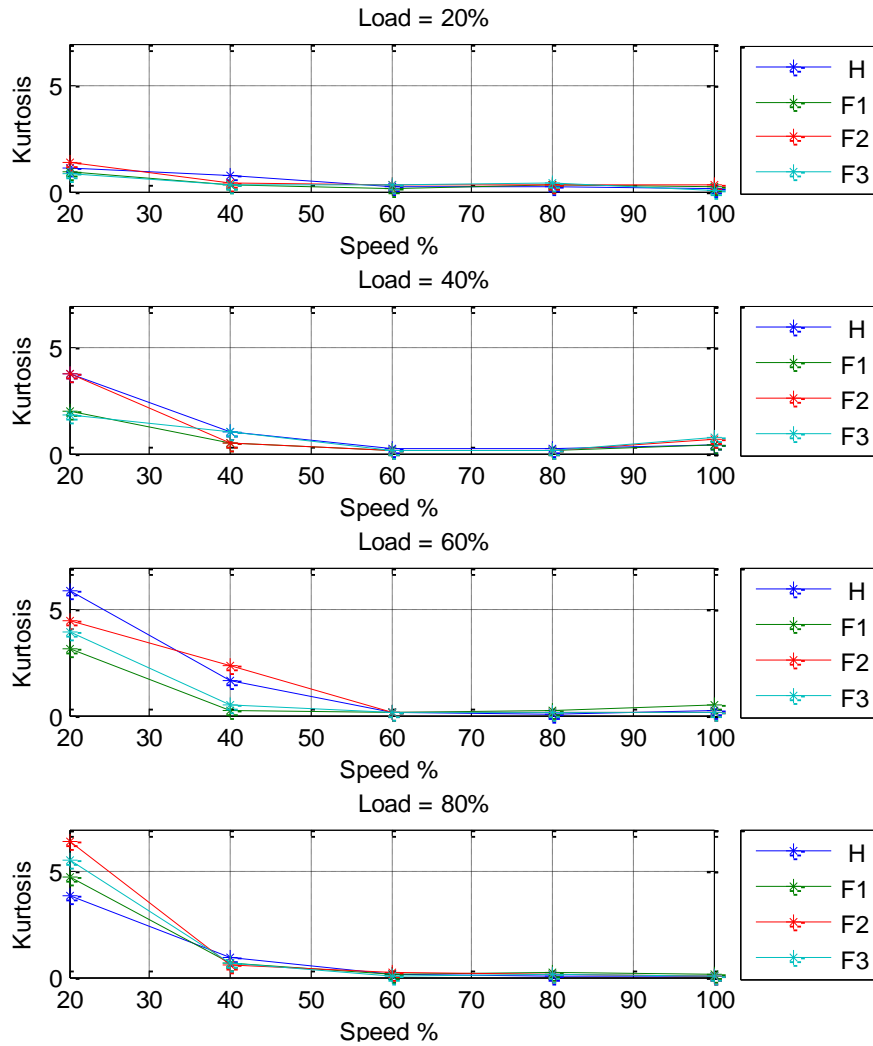 Load = 20%
Kurtosis
5
0
20 30 40 50 60 70 80 90 100
Speed %
H
F1
F2
F3
Load = 40%
Kurtosis
5
0
20 30 40 50 60 70 80 90 100
Speed %
H
F1
F2
F3
Load = 60%
Kurtosis
5
0
20 30 40 50 60 70 80 90 100
Speed %
H
F1
F2
F3
Load = 80%
Kurtosis
5
0
20 30 40 50 60 70 80 90 100
Speed %
H
F1
F2
F3